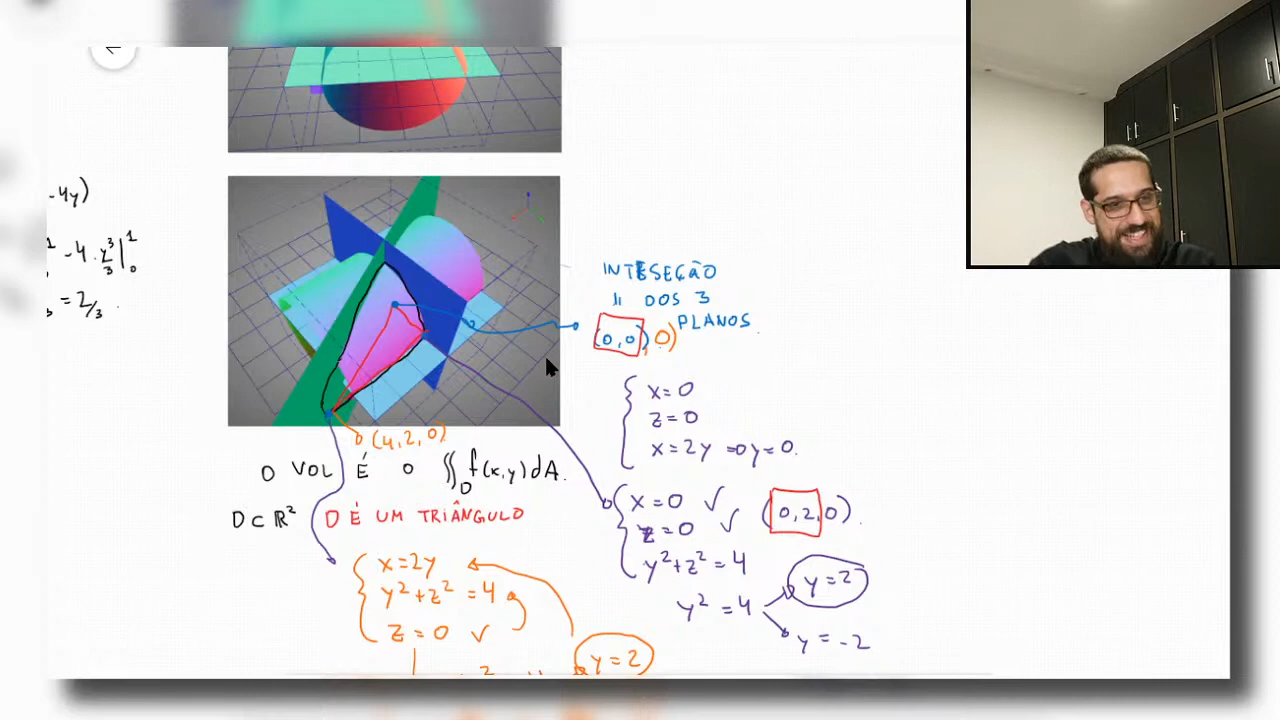 - 4y)
- 4 . y³/3 |¹₀
= 2/3 .
INTESEÇÃO
DOS 3
PLANOS.
(0,0),0)
x=0
z=0
x=2y ⇒ y=0.
(4,2,0)
O VOL É O ∬_D f(x,y)dA.
D⊂ℝ² D É UM TRIÂNGULO
x=0 ✓ (0,2,0).
z=0 ✓
y²+z²=4
y²=4
y=2
y=-2
x=2y
y²+z²=4
z=0 ✓
y=2